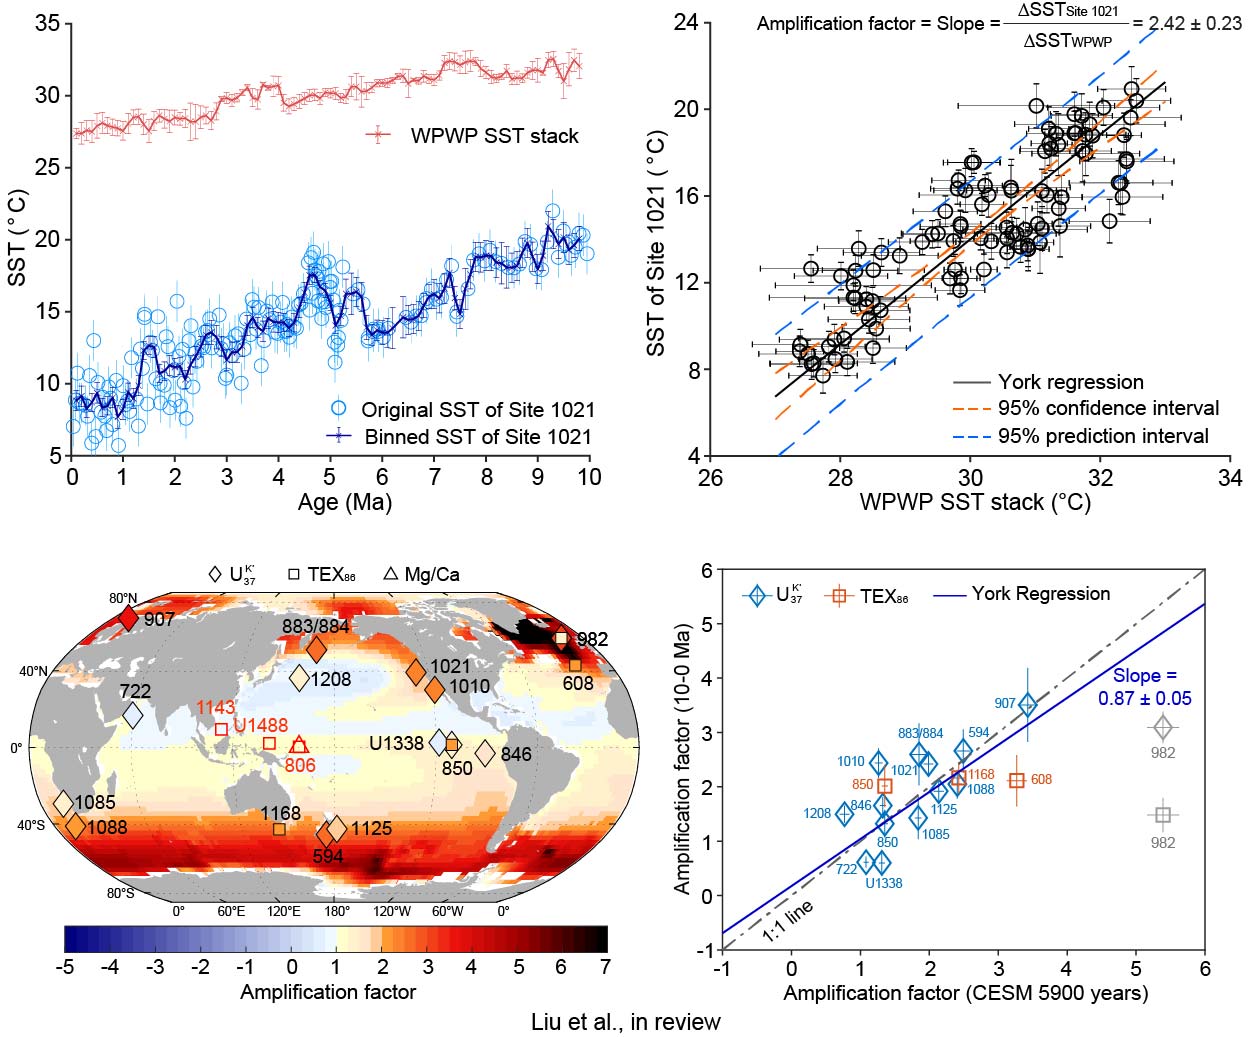 35
30
25
20
15
10
5
SST (°C)
WPWP SST stack
Original SST of Site 1021
Binned SST of Site 1021
0 1 2 3 4 5 6 7 8 9 10
Age (Ma)
Amplification factor = Slope = ΔSST Site 1021 / ΔSST WPWP = 2.42 ± 0.23
24
20
16
12
8
4
SST of Site 1021 (°C)
York regression
95% confidence interval
95% prediction interval
26 28 30 32 34
WPWP SST stack (°C)
U37K' TEX86 Mg/Ca
80°N
907
883/884
982
40°N
1208
1021
1010
608
722
1143
U1488
806
U1338
850
846
0°
1085
1088
1168
1125
594
40°S
80°S
0° 60°E 120°E 180° 120°W 60°W 0°
-5 -4 -3 -2 -1 0 1 2 3 4 5 6 7
Amplification factor
6
5
4
3
2
1
0
-1
Amplification factor (10-0 Ma)
U37K' TEX86 York Regression
Slope =
0.87 ± 0.05
907
982
883/884
594
1010
1021
850
1168
1088
608
846
1125
1208
850
1085
982
722
U1338
1:1 line
-1 0 1 2 3 4 5 6
Amplification factor (CESM 5900 years)
Liu et al., in review